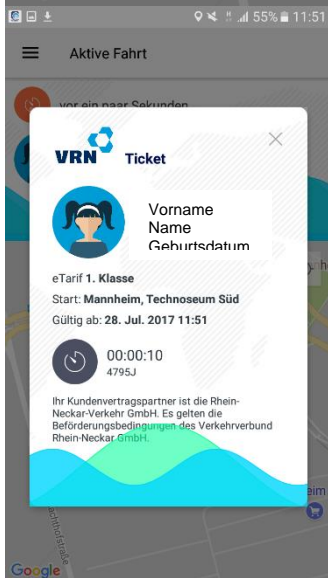 55% 11:51
Aktive Fahrt
vor ein paar Sekunden
VRN Ticket
Vorname
Name
Geburtsdatum
eTarif 1. Klasse
Start: Mannheim, Technoseum Süd
Gültig ab: 28. Jul. 2017 11:51
00:00:10
4795J
Ihr Kundenvertragspartner ist die Rhein-
Neckar-Verkehr GmbH. Es gelten die
Beförderungsbedingungen des Verkehrverbund
Rhein-Neckar GmbH.
eim
Google